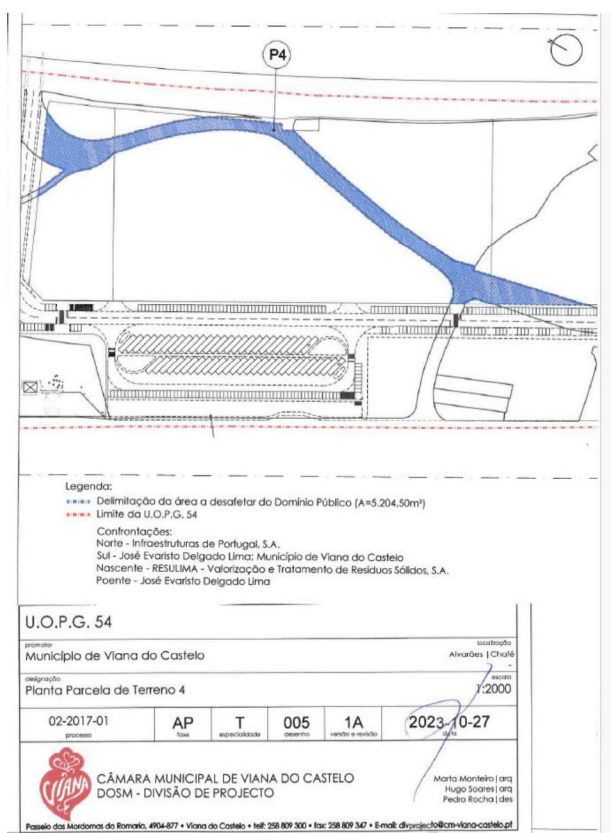 P4
N
Legenda:
Delimitação da área a desafetar do Domínio Público (A=5.204,50m²)
Limite da U.O.P.G. 54
Confrontações:
Norte - Infraestruturas de Portugal, S.A.
Sul - José Evaristo Delgado Lima; Município de Viana do Castelo
Nascente - RESULIMA - Valorização e Tratamento de Resíduos Sólidos, S.A.
Poente - José Evaristo Delgado Lima
U.O.P.G. 54
promotor
Município de Viana do Castelo
localização
Alvarães | Chafé
-
designação
Planta Parcela de Terreno 4
escala
1:2000
02-2017-01
processo
AP
fase
T
especialidade
005
desenho
1A
versão e revisão
2023-10-27
data
VIANA
CÂMARA MUNICIPAL DE VIANA DO CASTELO
DOSM - DIVISÃO DE PROJECTO
Marta Monteiro | arq
Hugo Soares | arq
Pedro Rocha | des
Passeio das Mordomas da Romaria, 4904-877 • Viana do Castelo • telf: 258 809 300 • fax: 258 809 347 • E-mail: divprojecto@cm-viana-castelo.pt